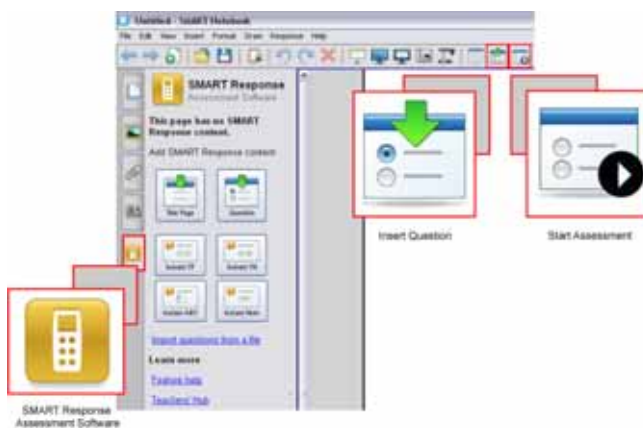 Untitled - SMART Notebook
File Edit View Insert Format Draw Response Help
SMART Response
Assessment Software
This page has no SMART
Response content.
Add SMART Response content
Title Page
Question
Instant TF
Instant YN
Instant ABC
Instant Num
Import questions from a file
Learn more
Feature help
Teachers' Hub
Insert Question
Start Assessment
SMART Response
Assessment Software